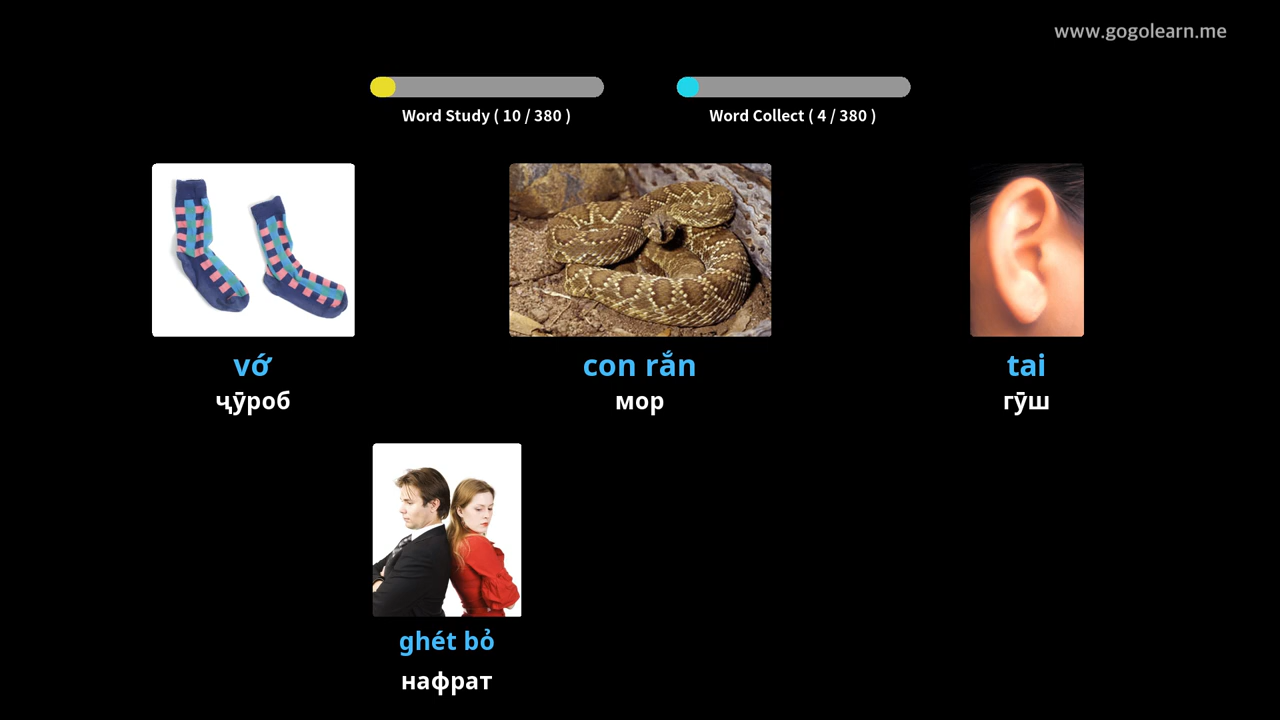 www.gogolearn.me
Word Study ( 10 / 380 )
Word Collect ( 4 / 380 )
vớ
ҷӯроб
con rắn
мор
tai
гӯш
ghét bỏ
нафрат